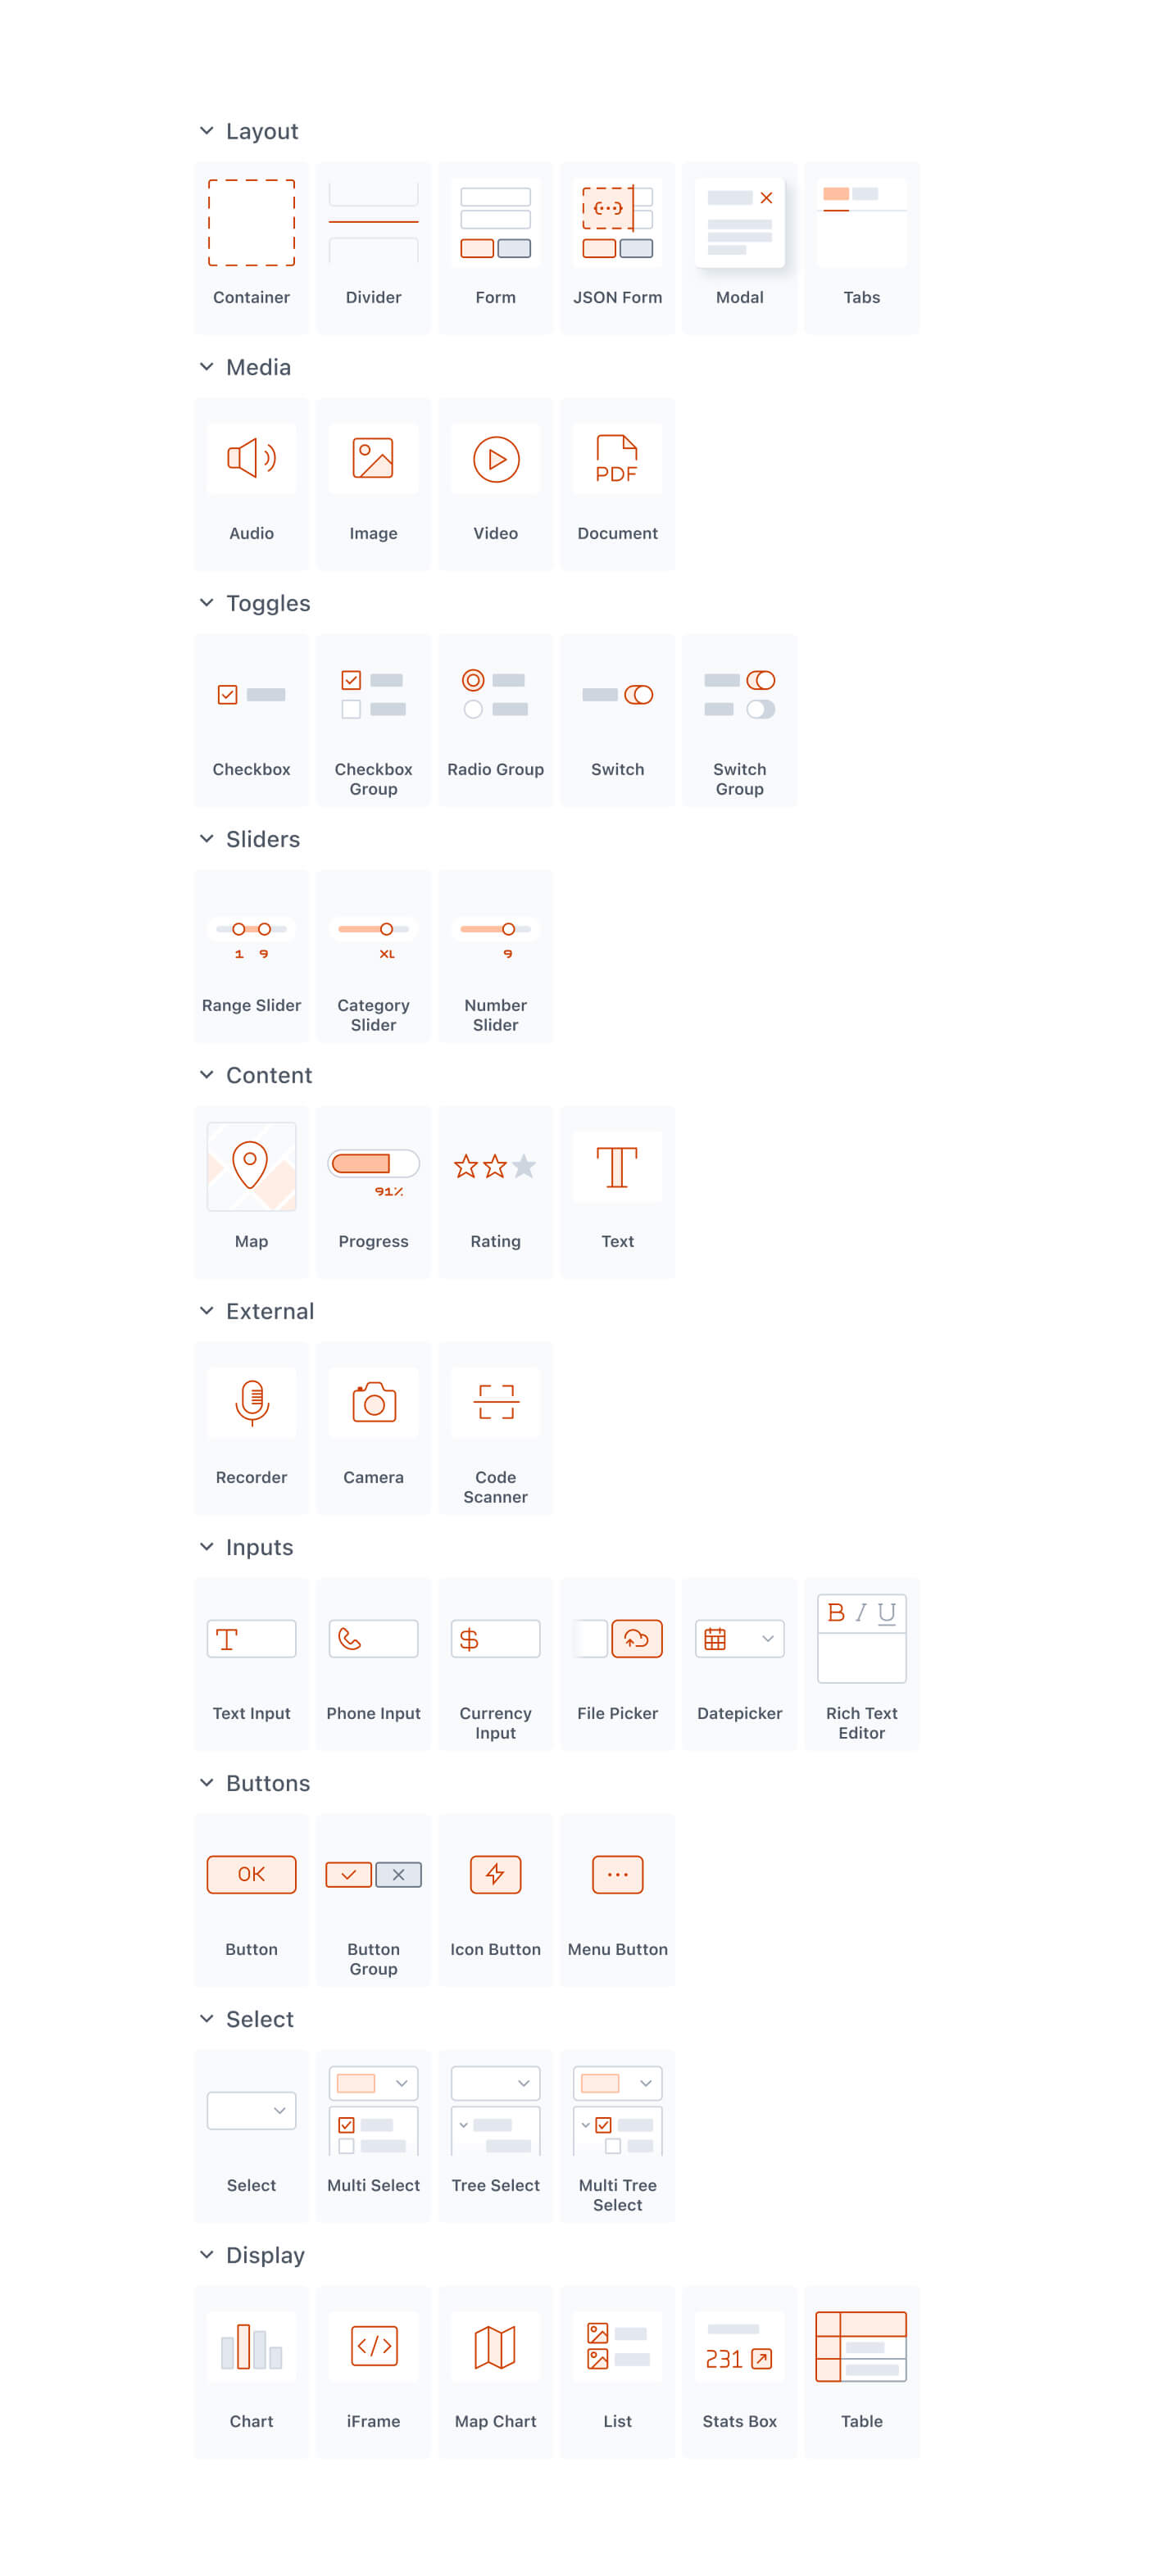 Layout
Container
Divider
Form
JSON Form
Modal
Tabs
Media
PDF
Audio
Image
Video
Document
Toggles
Checkbox
Checkbox
Group
Radio Group
Switch
Switch
Group
Sliders
1 9
XL
9
Range Slider
Category
Slider
Number
Slider
Content
91%
T
Map
Progress
Rating
Text
External
Recorder
Camera
Code
Scanner
Inputs
T
$
B I U
Text Input
Phone Input
Currency
Input
File Picker
Datepicker
Rich Text
Editor
Buttons
OK
Button
Button
Group
Icon Button
Menu Button
Select
Select
Multi Select
Tree Select
Multi Tree
Select
Display
</>
231
Chart
iFrame
Map Chart
List
Stats Box
Table